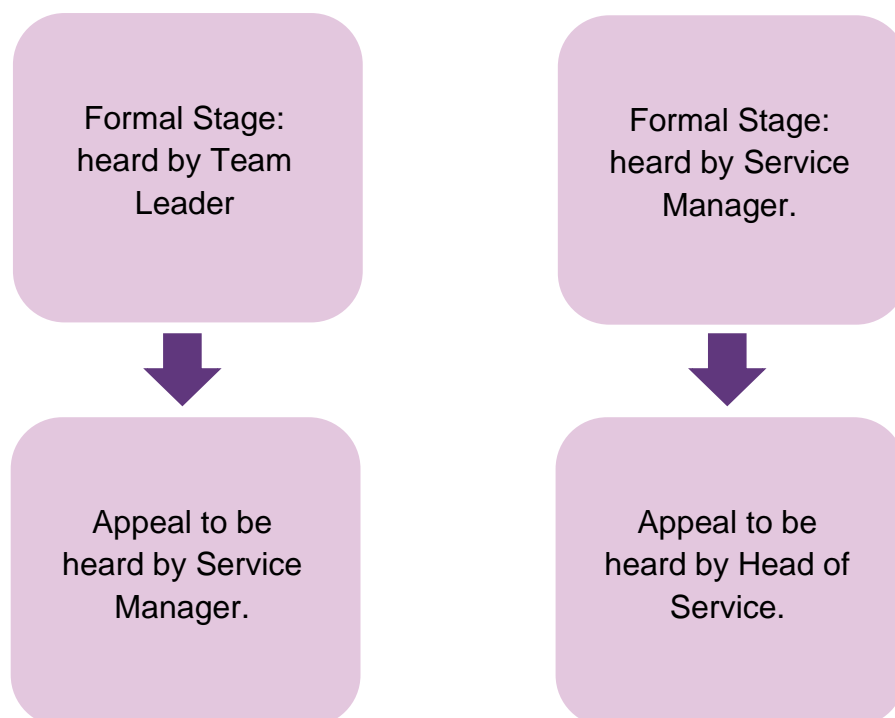 Formal Stage:
heard by Team
Leader
Appeal to be
heard by Service
Manager.
Formal Stage:
heard by Service
Manager.
Appeal to be
heard by Head of
Service.